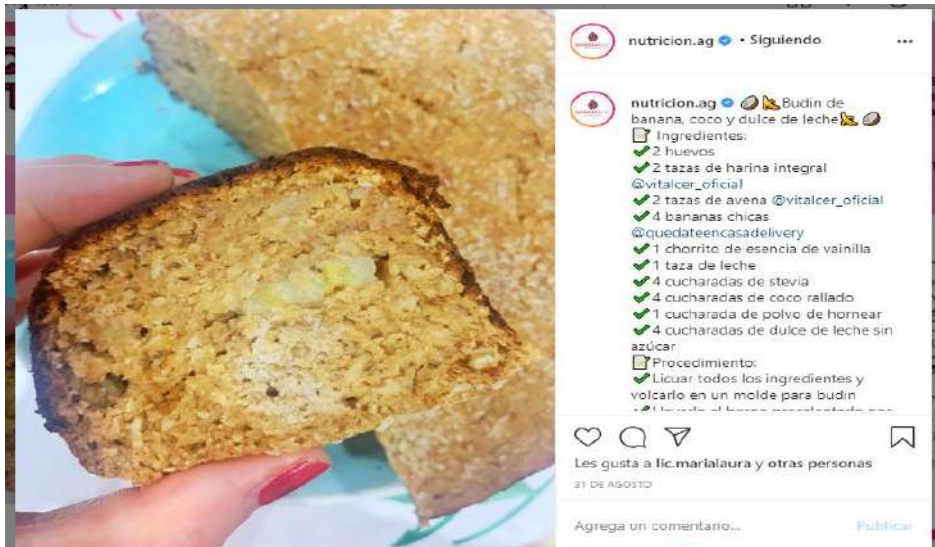 nutricion.ag • Siguiendo
nutricion.ag Budin de
banana, coco y dulce de leche
Ingredientes:
2 huevos
2 tazas de harina integral
@vitalcer_oficial
2 tazas de avena @vitalcer_oficial
4 bananas chicas
@quedateencasadelivery
1 chorrito de esencia de vainilla
1 taza de leche
4 cucharadas de stevia
4 cucharadas de coco rallado
1 cucharada de polvo de hornear
4 cucharadas de dulce de leche sin
azúcar
Procedimiento:
Licuar todos los ingredientes y
volcarlo en un molde para budin
Les gusta a lic.marialaura y otras personas
31 DE AGOSTO
Agrega un comentario... Publicar